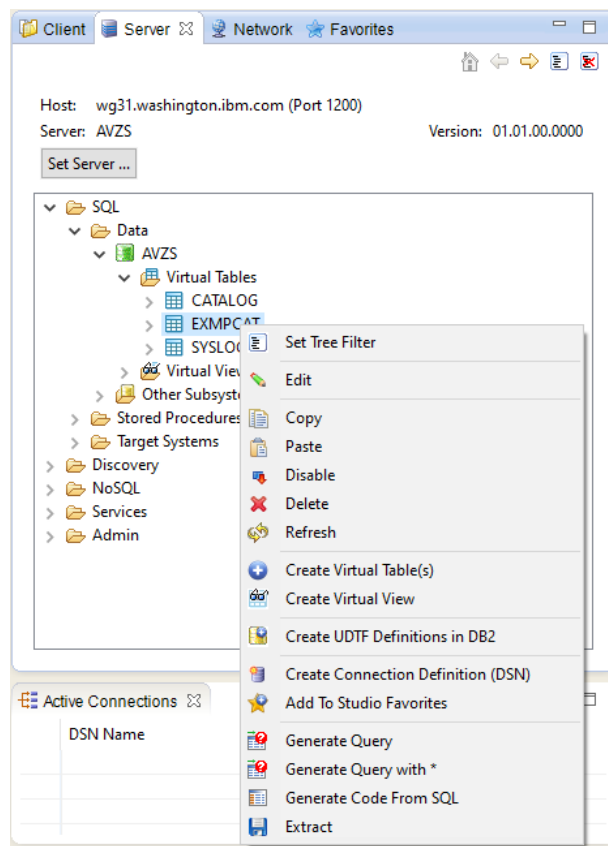 Client Server Network Favorites
Host: wg31.washington.ibm.com (Port 1200)
Server: AVZS Version: 01.01.00.0000
Set Server ...
SQL
Data
AVZS
Virtual Tables
CATALOG
EXMPCAT
SYSLO
Virtual View
Other Subsyst
Stored Procedures
Target Systems
Discovery
NoSQL
Services
Admin
Set Tree Filter
Edit
Copy
Paste
Disable
Delete
Refresh
Create Virtual Table(s)
Create Virtual View
Create UDTF Definitions in DB2
Create Connection Definition (DSN)
Add To Studio Favorites
Generate Query
Generate Query with *
Generate Code From SQL
Extract
Active Connections
DSN Name